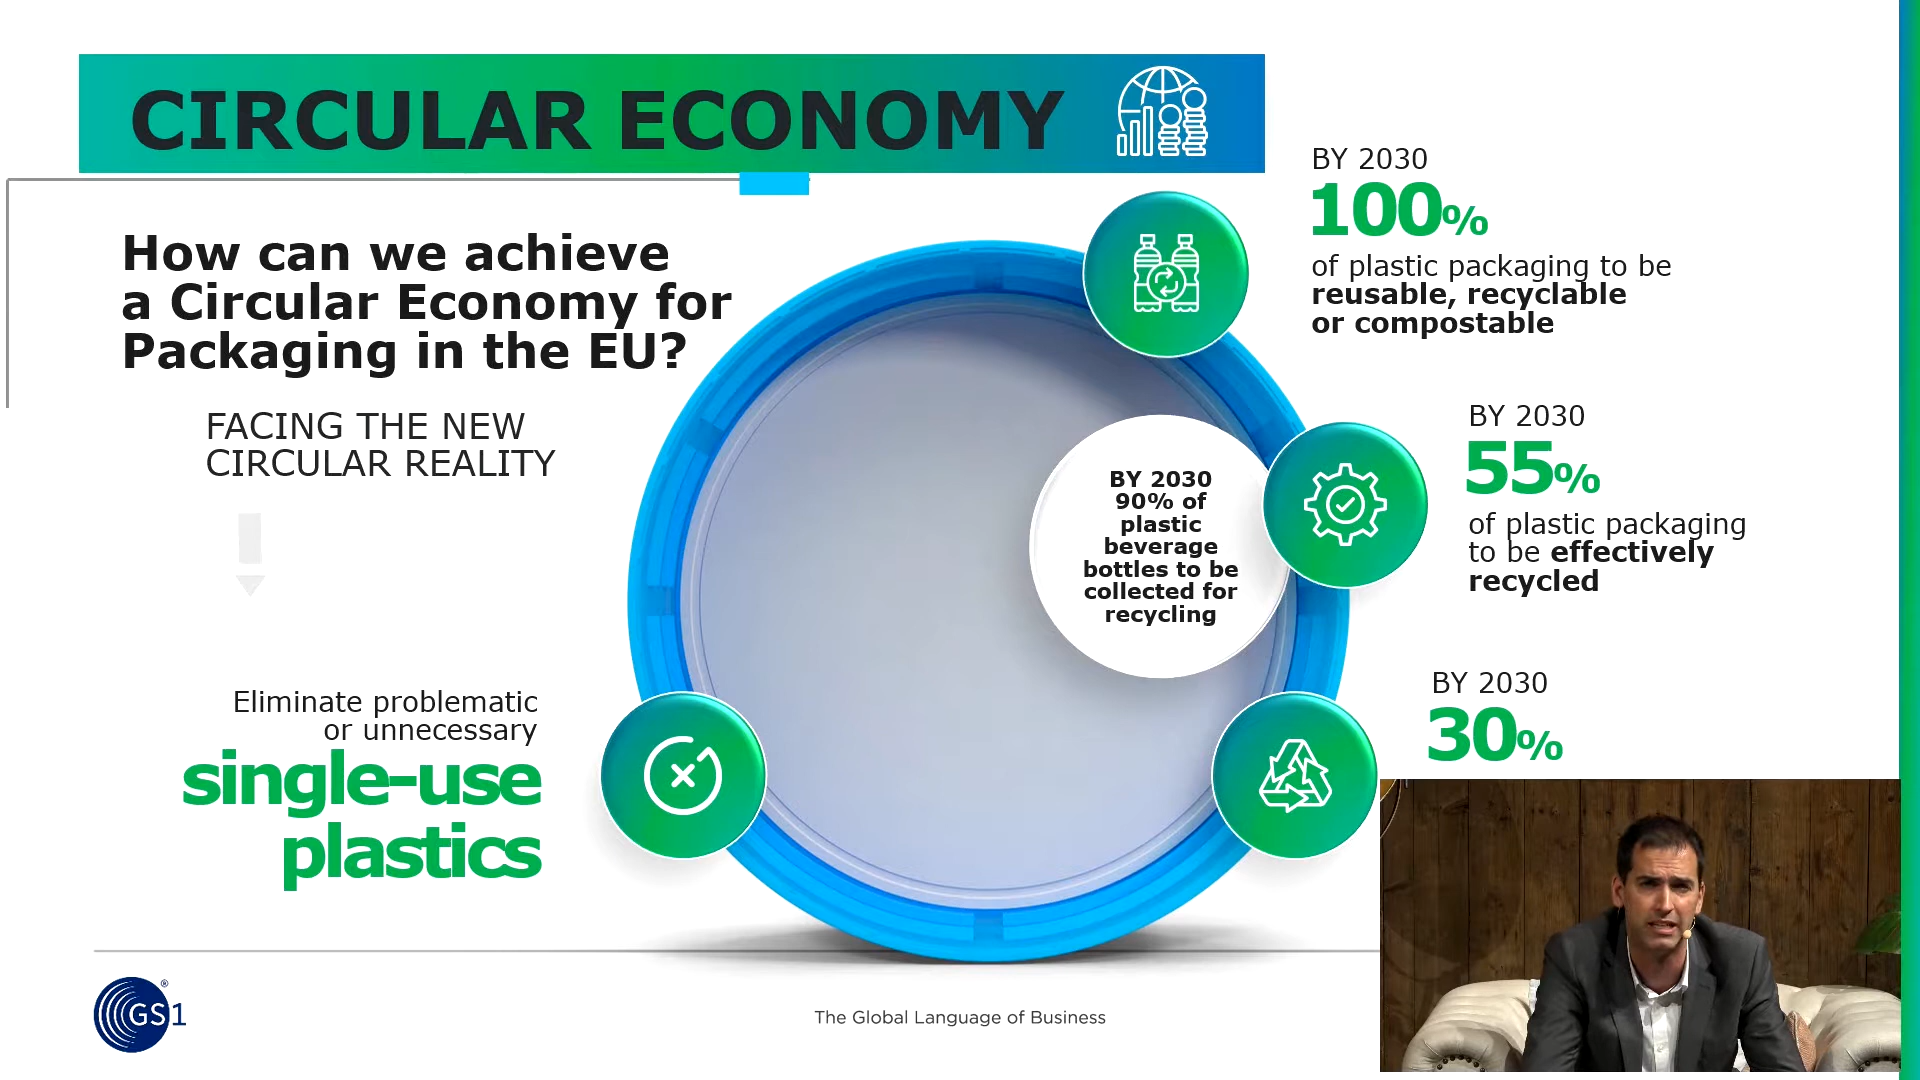 CIRCULAR ECONOMY
How can we achieve
a Circular Economy for
Packaging in the EU?
FACING THE NEW
CIRCULAR REALITY
BY 2030
100%
of plastic packaging to be
reusable, recyclable
or compostable
BY 2030
90% of
plastic
beverage
bottles to be
collected for
recycling
BY 2030
55%
of plastic packaging
to be effectively
recycled
BY 2030
30%
Eliminate problematic
or unnecessary
single-use
plastics
GS1®
The Global Language of Business